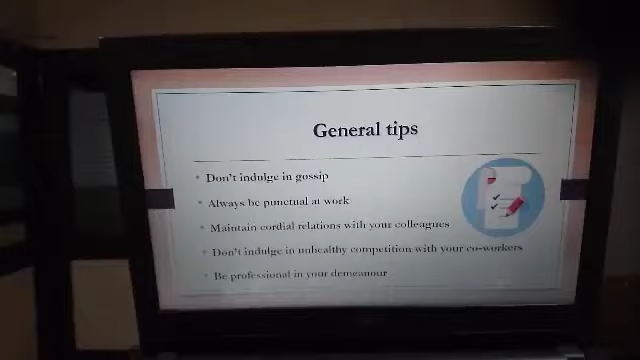 General tips
Don't indulge in gossip
Always be punctual at work
Maintain cordial relations with your colleagues
Don't indulge in unhealthy competition with your co-workers
Be professional in your demeanour